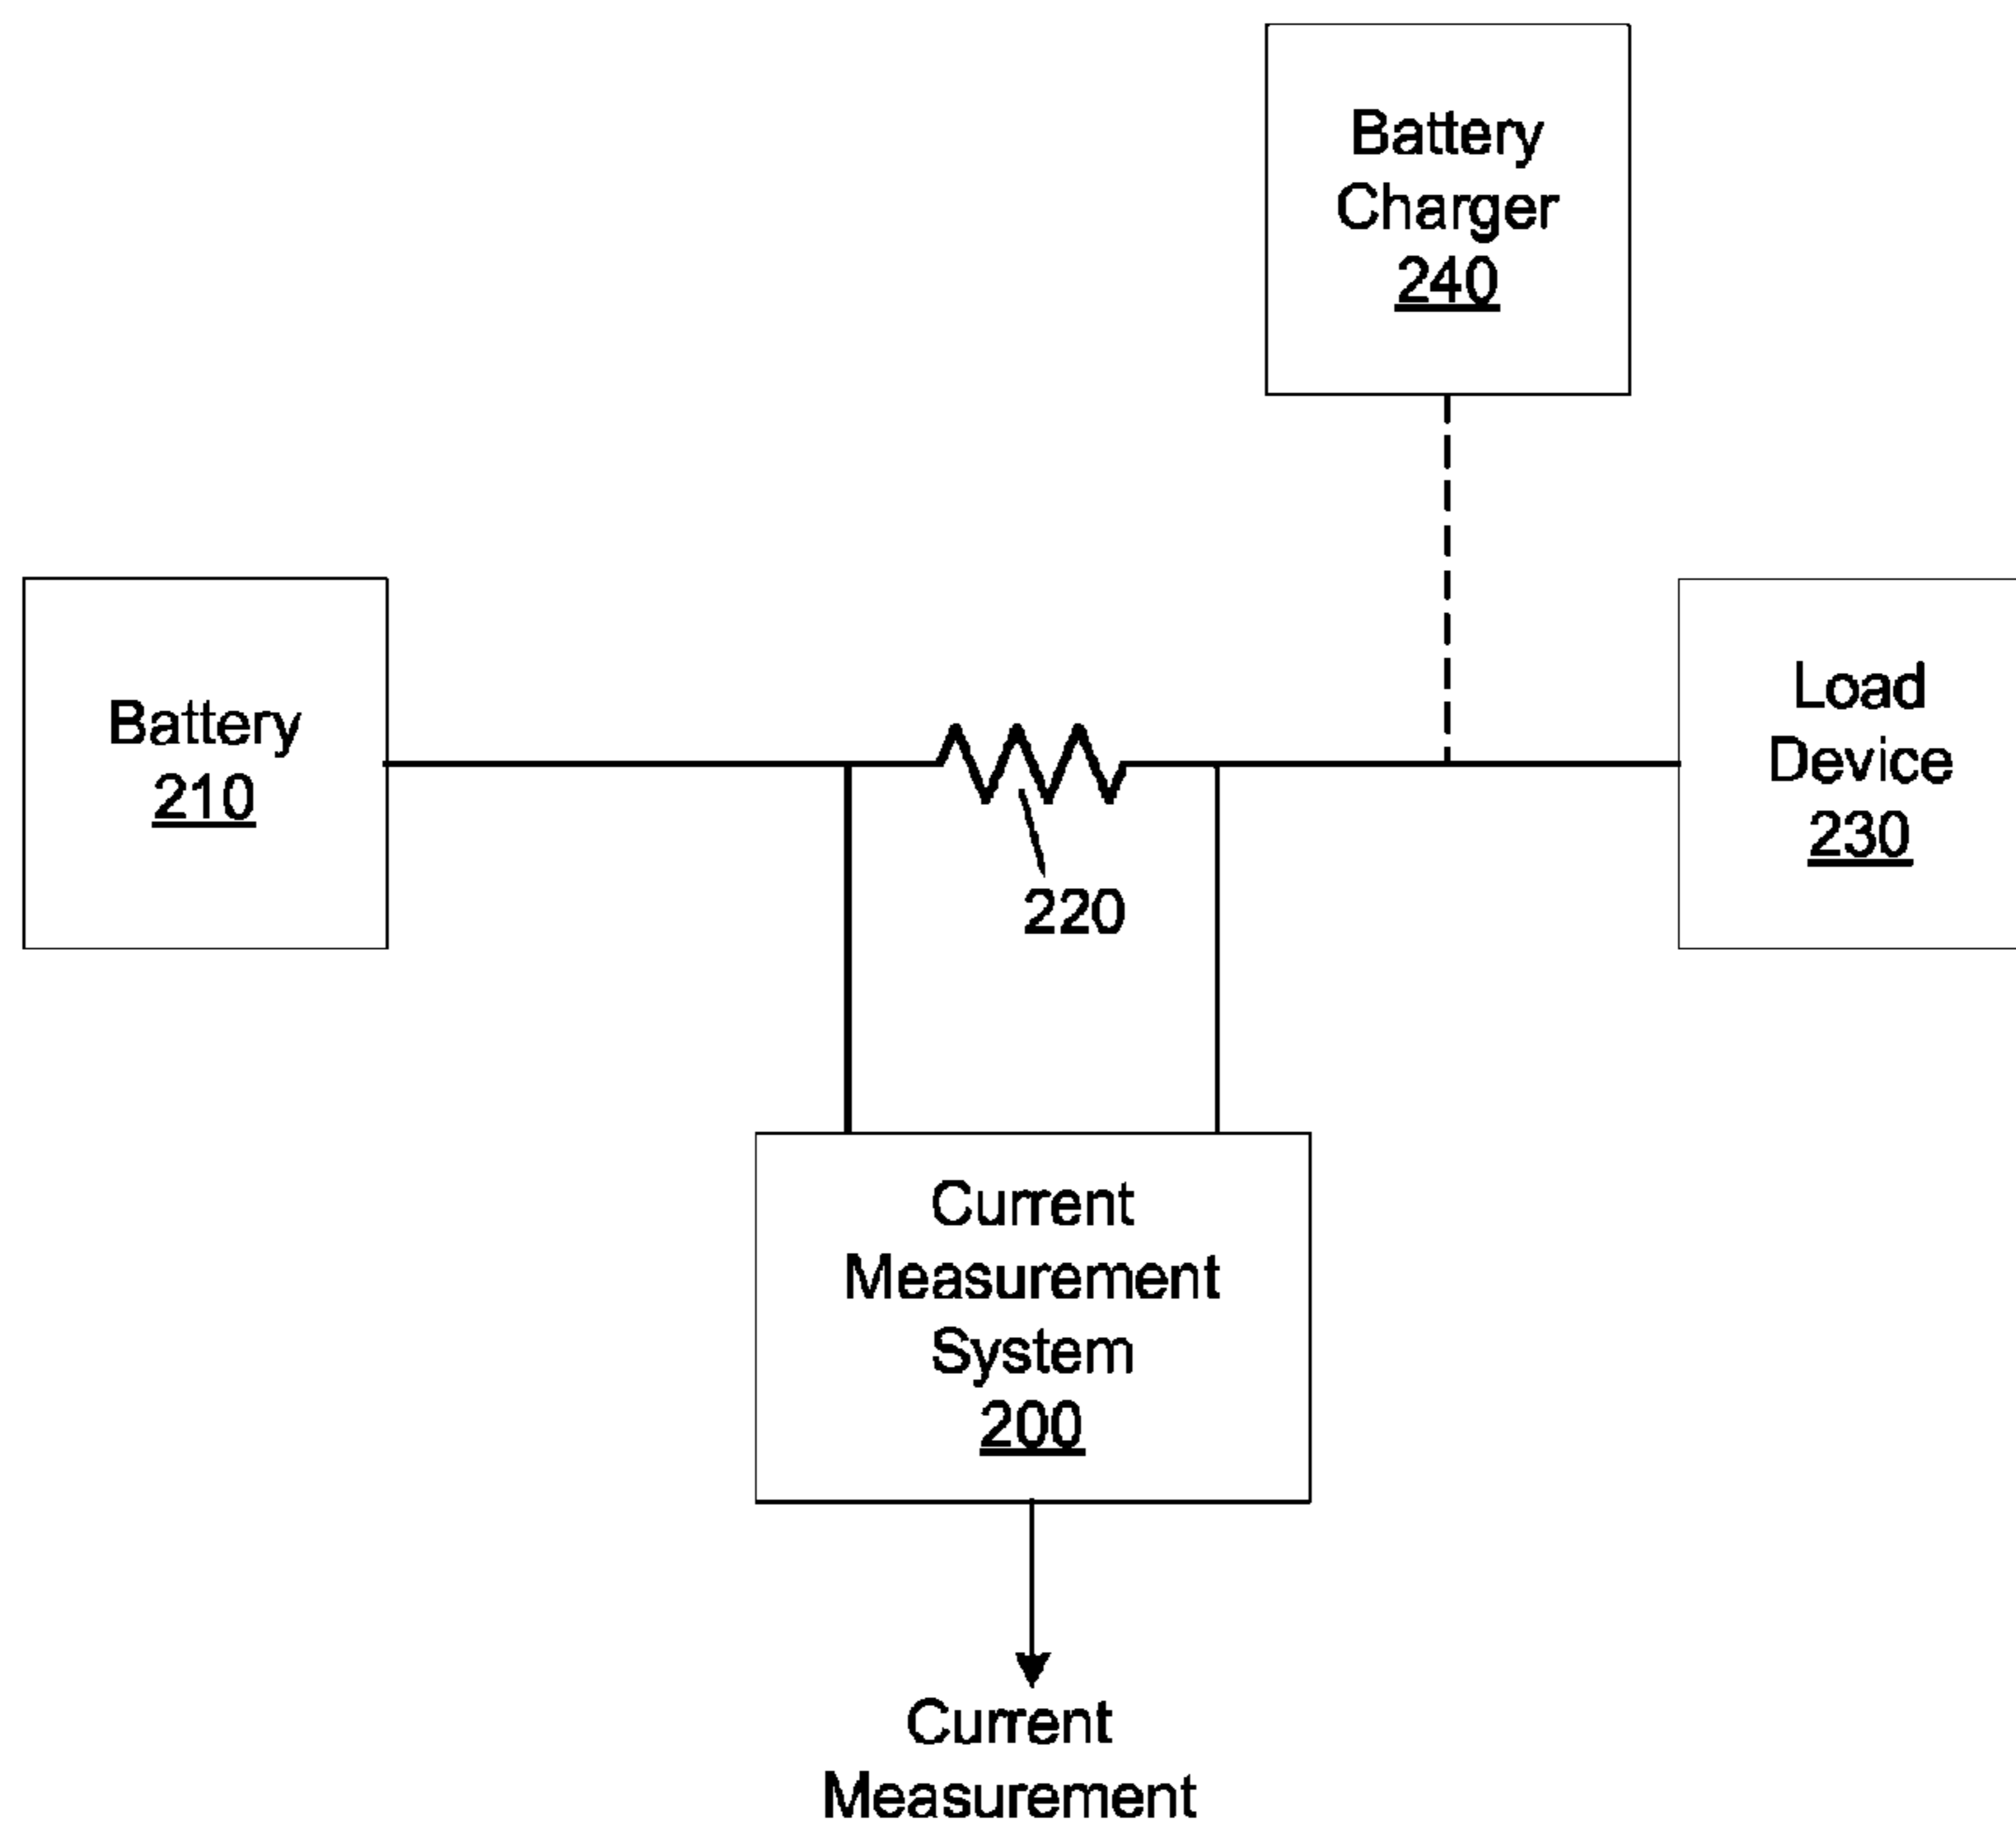 Battery
Charger
240
Battery
210
Load
Device
230
220
Current
Measurement
System
200
Current
Measurement